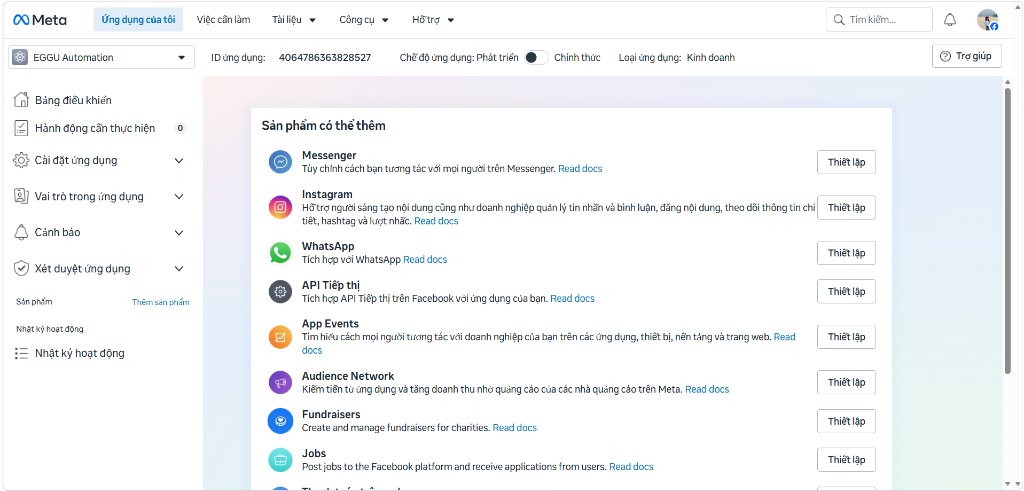 Meta
Ứng dụng của tôi
Việc cần làm
Tài liệu
Công cụ
Hỗ trợ
Tìm kiếm...
EGGU Automation
ID ứng dụng: 4064786363828527
Chế độ ứng dụng: Phát triển
Chính thức
Loại ứng dụng: Kinh doanh
Trợ giúp
Bảng điều khiển
Hành động cần thực hiện 0
Cài đặt ứng dụng
Vai trò trong ứng dụng
Cảnh báo
Xét duyệt ứng dụng
Sản phẩm
Thêm sản phẩm
Nhật ký hoạt động
Nhật ký hoạt động
Sản phẩm có thể thêm
Messenger
Tùy chỉnh cách bạn tương tác với mọi người trên Messenger. Read docs
Thiết lập
Instagram
Hỗ trợ người sáng tạo nội dung cũng như doanh nghiệp quản lý tin nhắn và bình luận, đăng nội dung, theo dõi thông tin chi
tiết, hashtag và lượt nhắc. Read docs
Thiết lập
WhatsApp
Tích hợp với WhatsApp Read docs
Thiết lập
API Tiếp thị
Tích hợp API Tiếp thị trên Facebook với ứng dụng của bạn. Read docs
Thiết lập
App Events
Tìm hiểu cách mọi người tương tác với doanh nghiệp của bạn trên các ứng dụng, thiết bị, nền tảng và trang web. Read
docs
Thiết lập
Audience Network
Kiếm tiền từ ứng dụng và tăng doanh thu nhờ quảng cáo của các nhà quảng cáo trên Meta. Read docs
Thiết lập
Fundraisers
Create and manage fundraisers for charities. Read docs
Thiết lập
Jobs
Post jobs to the Facebook platform and receive applications from users. Read docs
Thiết lập